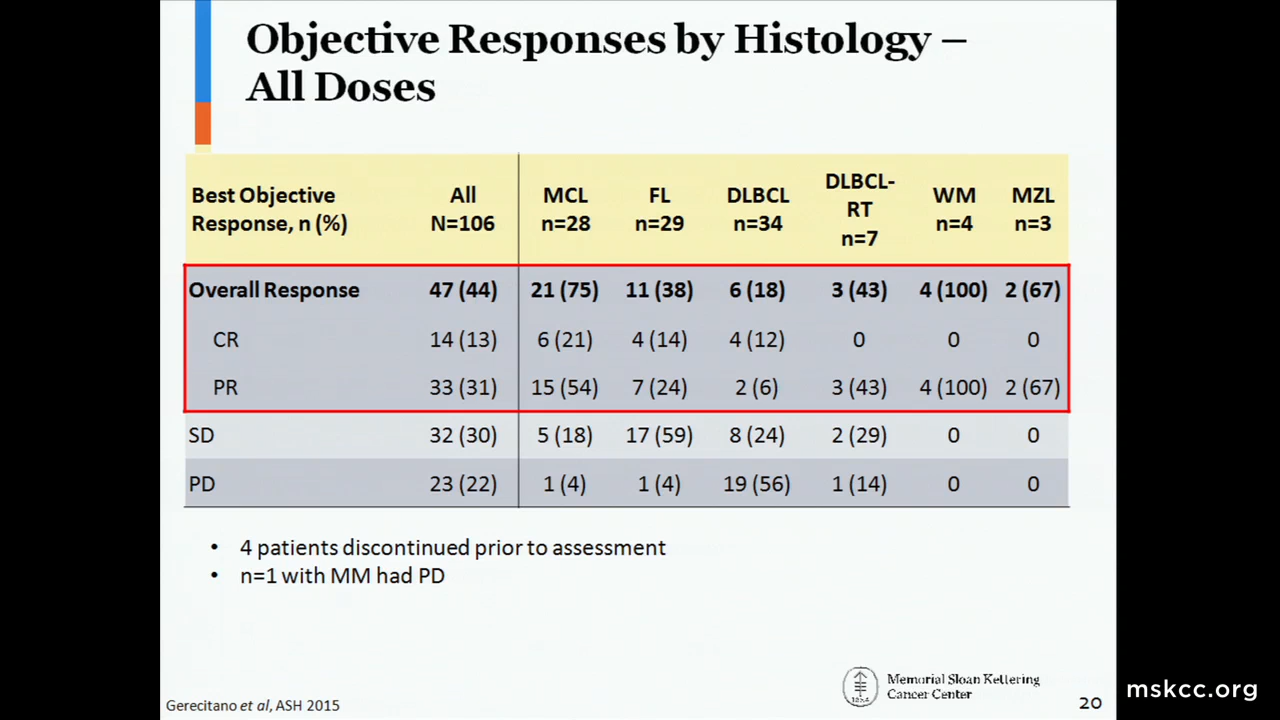 Objective Responses by Histology –
All Doses
Best Objective Response, n (%) All N=106 MCL n=28 FL n=29 DLBCL n=34 DLBCL-RT n=7 WM n=4 MZL n=3
Overall Response 47 (44) 21 (75) 11 (38) 6 (18) 3 (43) 4 (100) 2 (67)
CR 14 (13) 6 (21) 4 (14) 4 (12) 0 0 0
PR 33 (31) 15 (54) 7 (24) 2 (6) 3 (43) 4 (100) 2 (67)
SD 32 (30) 5 (18) 17 (59) 8 (24) 2 (29) 0 0
PD 23 (22) 1 (4) 1 (4) 19 (56) 1 (14) 0 0
• 4 patients discontinued prior to assessment
• n=1 with MM had PD
Memorial Sloan Kettering
Cancer Center
Gerecitano et al, ASH 2015
20
mskcc.org